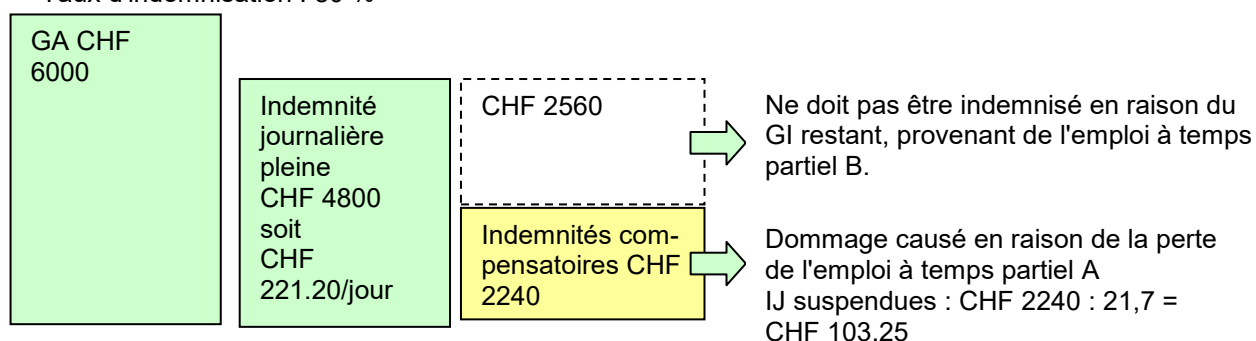 GA CHF
6000
Indemnité
journalière
pleine
CHF 4800
soit
CHF
221.20/jour
CHF 2560
Ne doit pas être indemnisé en raison du
GI restant, provenant de l'emploi à temps
partiel B.
Indemnités com-
pensatoires CHF
2240
Dommage causé en raison de la perte
de l'emploi à temps partiel A
IJ suspendues : CHF 2240 : 21,7 =
CHF 103.25